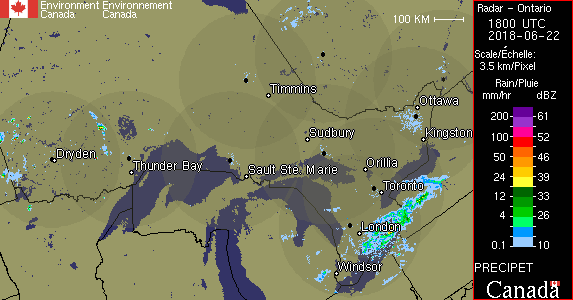 Environment Environnement
Canada Canada
100 KM
Timmins
Ottawa
Sudbury
Kingston
Dryden
Thunder Bay
Sault Ste. Marie
Orillia
Toronto
London
Windsor
Radar - Ontario
1800 UTC
2018-06-22
Scale/Échelle:
3.5 km/Pixel
Rain/Pluie
mm/hr dBZ
200 61
100 52
50 46
24 39
12 33
4 26
0.1 10
PRECIPET
Canada